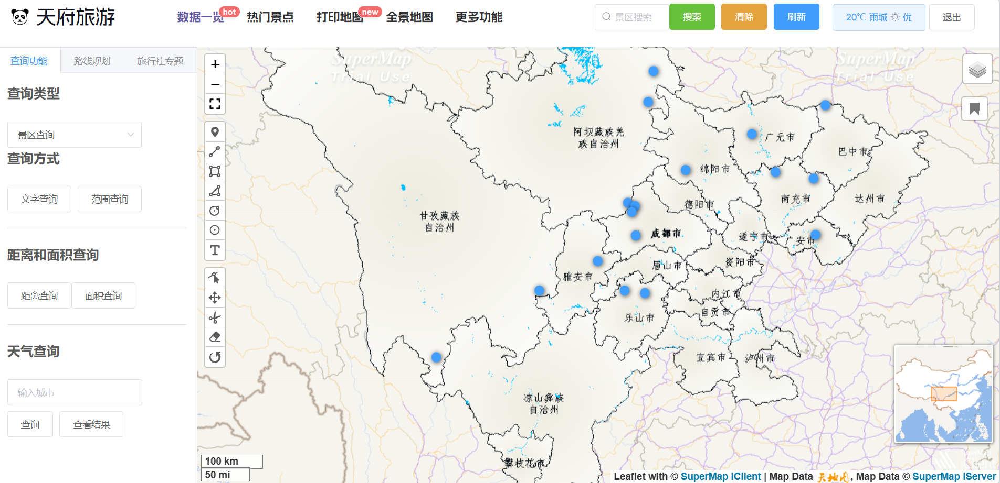 天府旅游
数据一览 hot
热门景点
打印地图 new
全景地图
更多功能
景区搜索
搜索
清除
刷新
20℃ 雨城 优
退出
查询功能
路线规划
旅行社专题
查询类型
景区查询
查询方式
文字查询
范围查询
距离和面积查询
距离查询
面积查询
天气查询
输入城市
查询
查看结果
+
−
T
SuperMap
Trial Use
SuperMap
Trial Use
阿坝藏族羌
族自治州
广元市
巴中市
绵阳市
德阳市
南充市
达州市
甘孜藏族
自治州
成都市
遂宁市
广安市
资阳市
眉山市
雅安市
内江市
自贡市
乐山市
宜宾市
泸州市
凉山彝族
自治州
攀枝花市
100 km
50 mi
Leaflet with © SuperMap iClient | Map Data 天地图, Map Data © SuperMap iServer